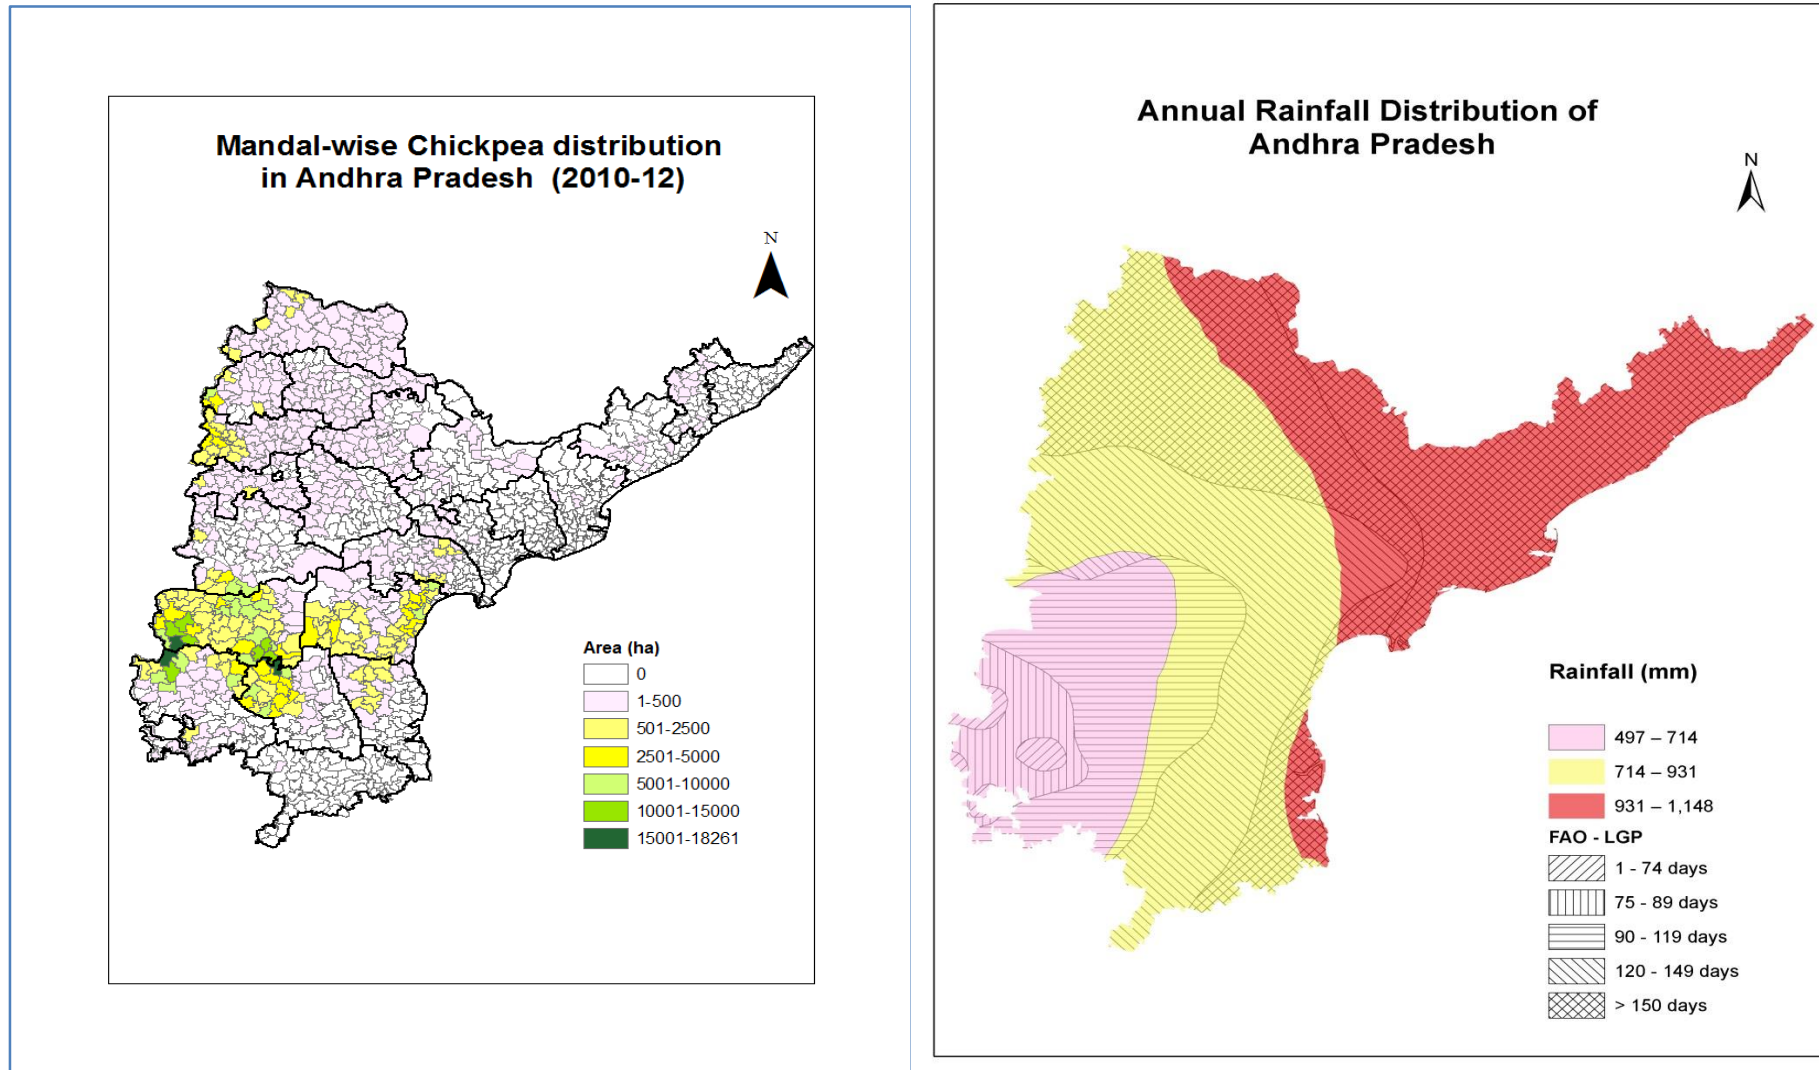 Mandal-wise Chickpea distribution
in Andhra Pradesh (2010-12)
N
Area (ha)
0
1-500
501-2500
2501-5000
5001-10000
10001-15000
15001-18261
Annual Rainfall Distribution of
Andhra Pradesh
N
Rainfall (mm)
497 – 714
714 – 931
931 – 1,148
FAO - LGP
1 - 74 days
75 - 89 days
90 - 119 days
120 - 149 days
> 150 days